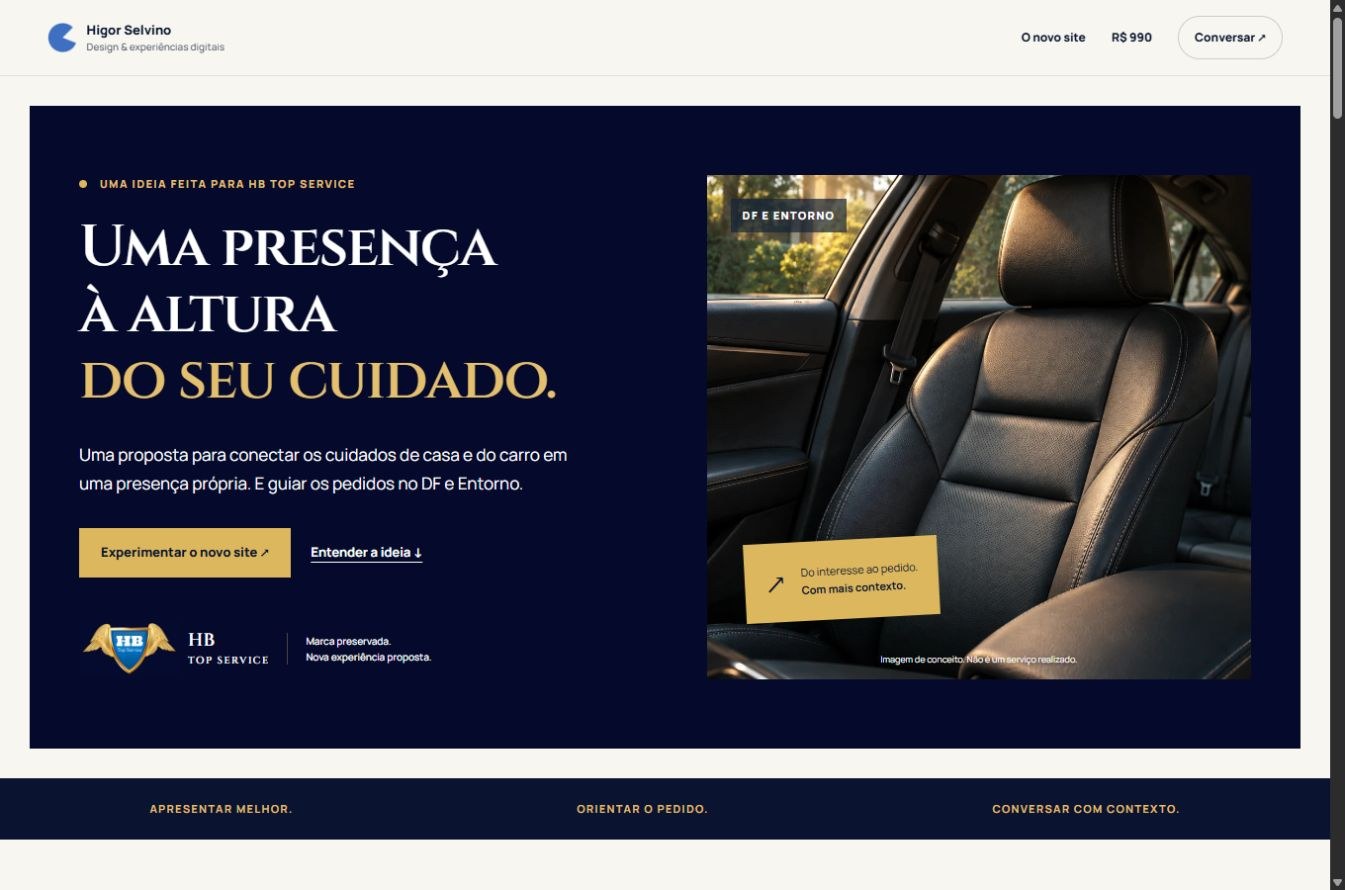 Higor Selvino
Design & experiências digitais
O novo site
R$ 990
Conversar ↗
UMA IDEIA FEITA PARA HB TOP SERVICE
UMA PRESENÇA
À ALTURA
DO SEU CUIDADO.
Uma proposta para conectar os cuidados de casa e do carro em
uma presença própria. E guiar os pedidos no DF e Entorno.
Experimentar o novo site ↗
Entender a ideia ↓
HB
Top Service
HB
TOP SERVICE
Marca preservada.
Nova experiência proposta.
DF E ENTORNO
↗
Do interesse ao pedido.
Com mais contexto.
Imagem de conceito. Não é um serviço realizado.
APRESENTAR MELHOR.
ORIENTAR O PEDIDO.
CONVERSAR COM CONTEXTO.